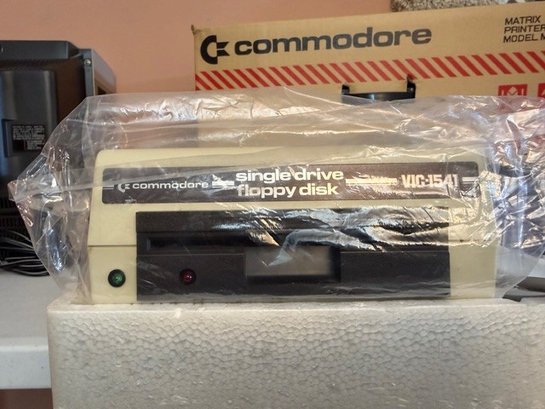 commodore
MATRIX
PRINTER
MODEL M
commodore
single drive
floppy disk
VIC-1541